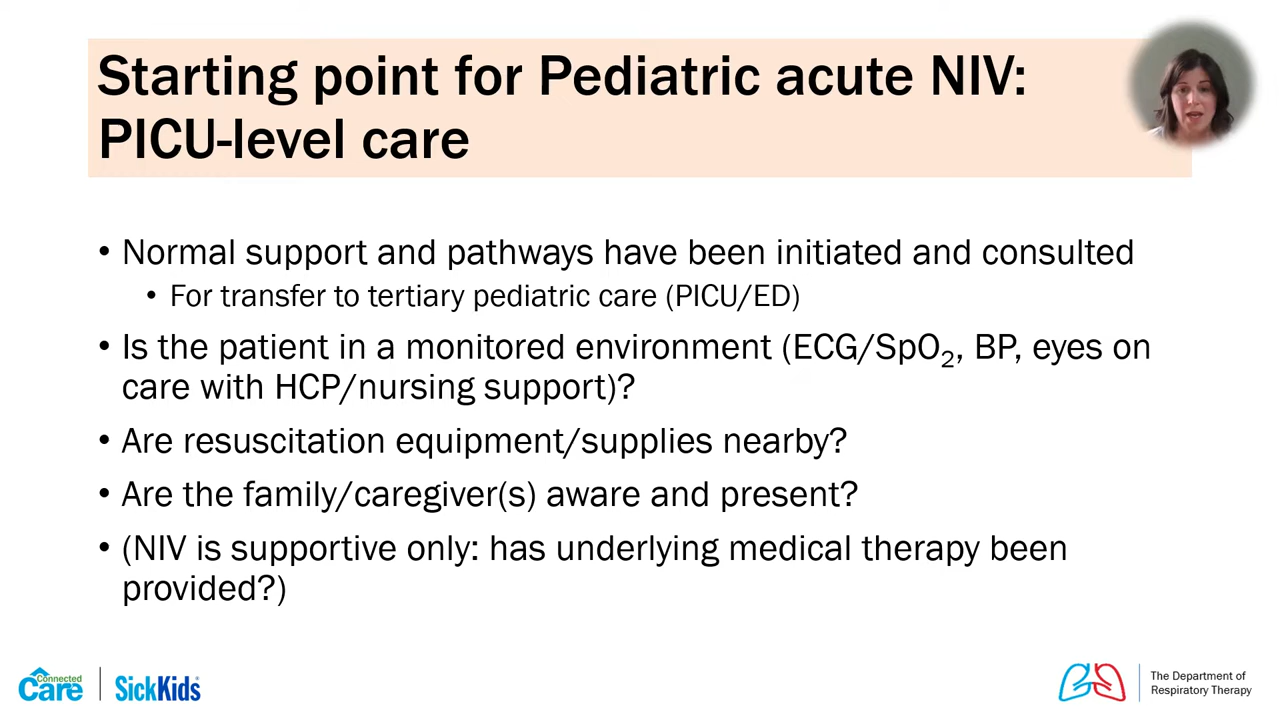 Starting point for Pediatric acute NIV:
PICU-level care
• Normal support and pathways have been initiated and consulted
• For transfer to tertiary pediatric care (PICU/ED)
• Is the patient in a monitored environment (ECG/SpO₂, BP, eyes on
care with HCP/nursing support)?
• Are resuscitation equipment/supplies nearby?
• Are the family/caregiver(s) aware and present?
• (NIV is supportive only: has underlying medical therapy been
provided?)
Connected
Care
SickKids
The Department of
Respiratory Therapy